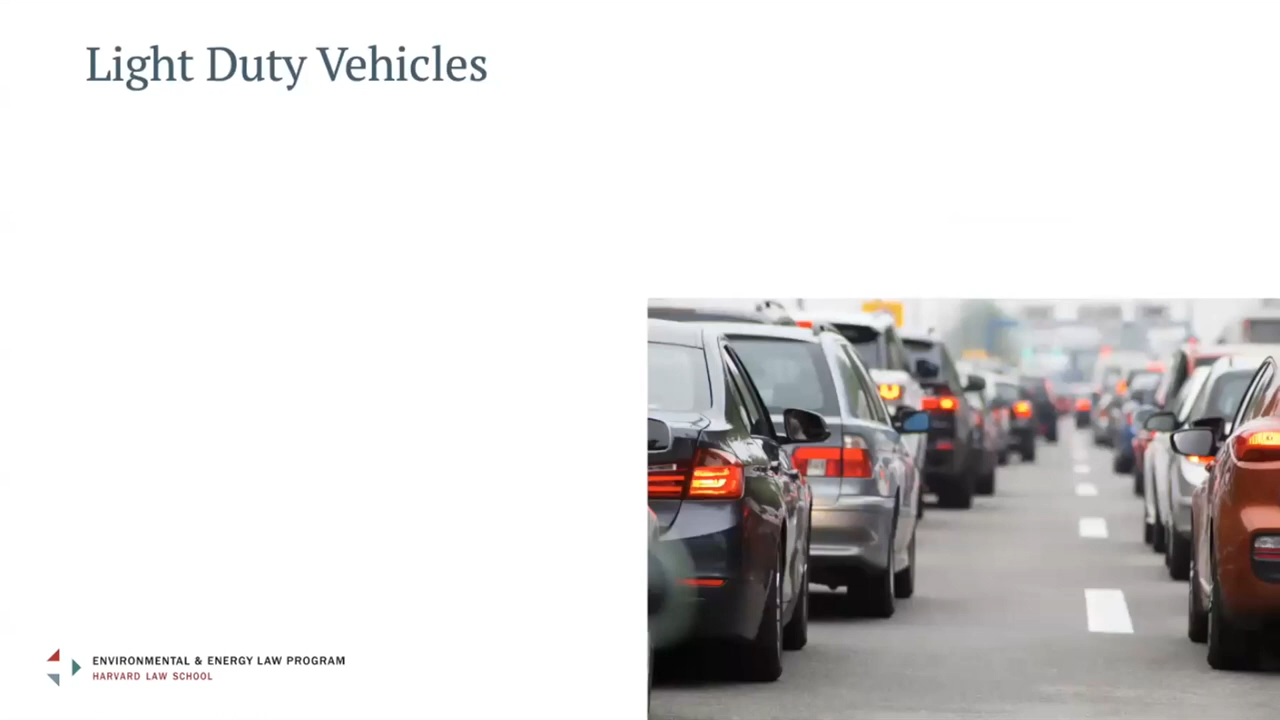 Light Duty Vehicles
ENVIRONMENTAL & ENERGY LAW PROGRAM
HARVARD LAW SCHOOL